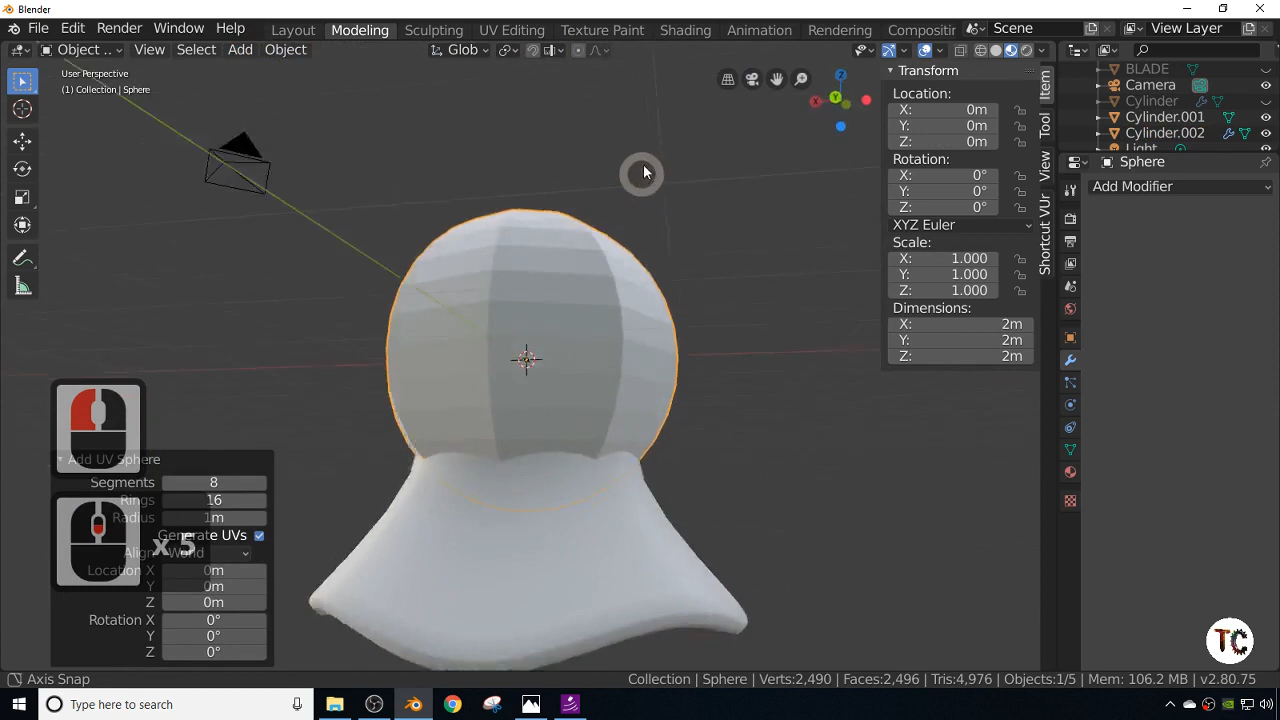 Blender
File Edit Render Window Help Layout Modeling Sculpting UV Editing Texture Paint Shading Animation Rendering Scene View Layer
Object .. View Select Add Object Glob
User Perspective
(1) Collection | Sphere
Transform
Location:
X: 0m
Y: 0m
Z: 0m
Rotation:
X: 0°
Y: 0°
Z: 0°
XYZ Euler
Scale:
X: 1.000
Y: 1.000
Z: 1.000
Dimensions:
X: 2m
Y: 2m
Z: 2m
Item
Tool
View
Shortcut VUr
BLADE
Camera
Cylinder
Cylinder.001
Cylinder.002
Light
Sphere
Add Modifier
X
Y
Z
Add UV Sphere
Segments 8
Rings 16
Radius 1m
Generate UVs
Align World
x 5
Location X 0m
Y 0m
Z 0m
Rotation X 0°
Y 0°
Z 0°
TC
Axis Snap Collection | Sphere | Verts:2,490 | Faces:2,496 | Tris:4,976 | Objects:1/5 | Mem: 106.2 MB | v2.80.75
Type here to search